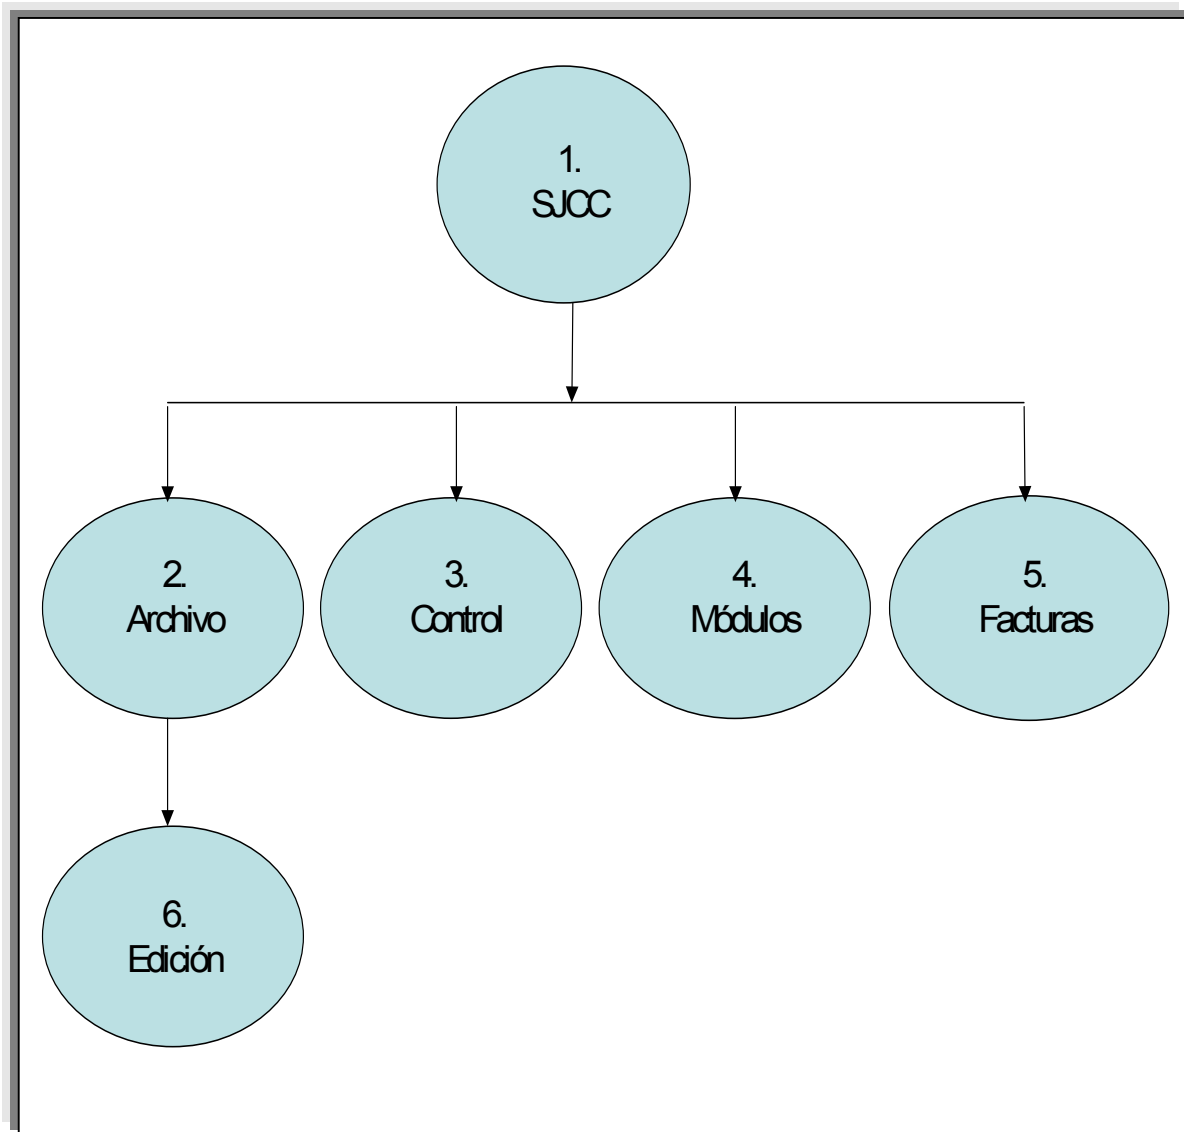 1.
SJCC
2.
Archivo
3.
Control
4.
Módulos
5.
Facturas
6.
Edición